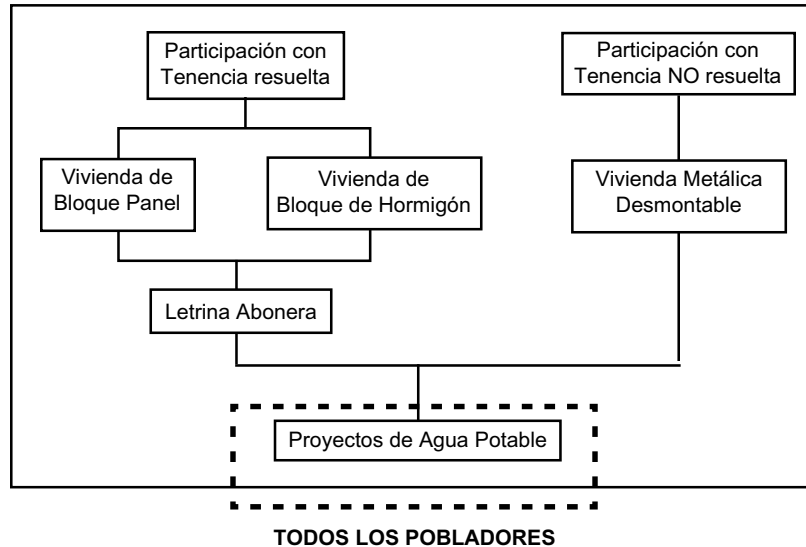 Participación con
Tenencia resuelta
Participación con
Tenencia NO resuelta
Vivienda de
Bloque Panel
Vivienda de
Bloque de Hormigón
Vivienda Metálica
Desmontable
Letrina Abonera
Proyectos de Agua Potable
TODOS LOS POBLADORES